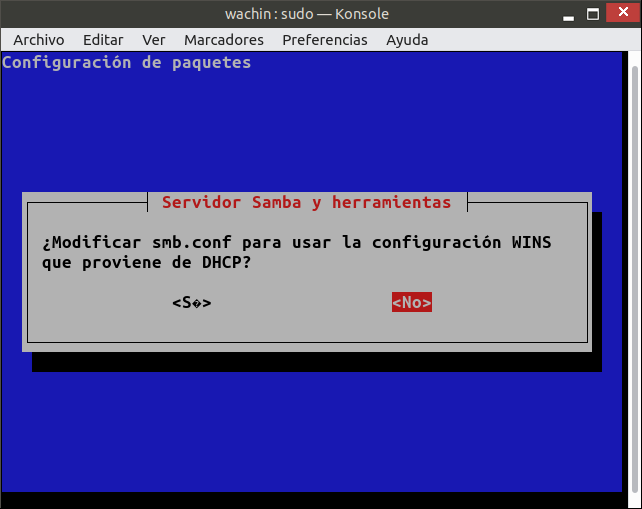 wachin : sudo — Konsole
Archivo Editar Ver Marcadores Preferencias Ayuda
Configuración de paquetes
Servidor Samba y herramientas
¿Modificar smb.conf para usar la configuración WINS
que proviene de DHCP?
<S�> <No>